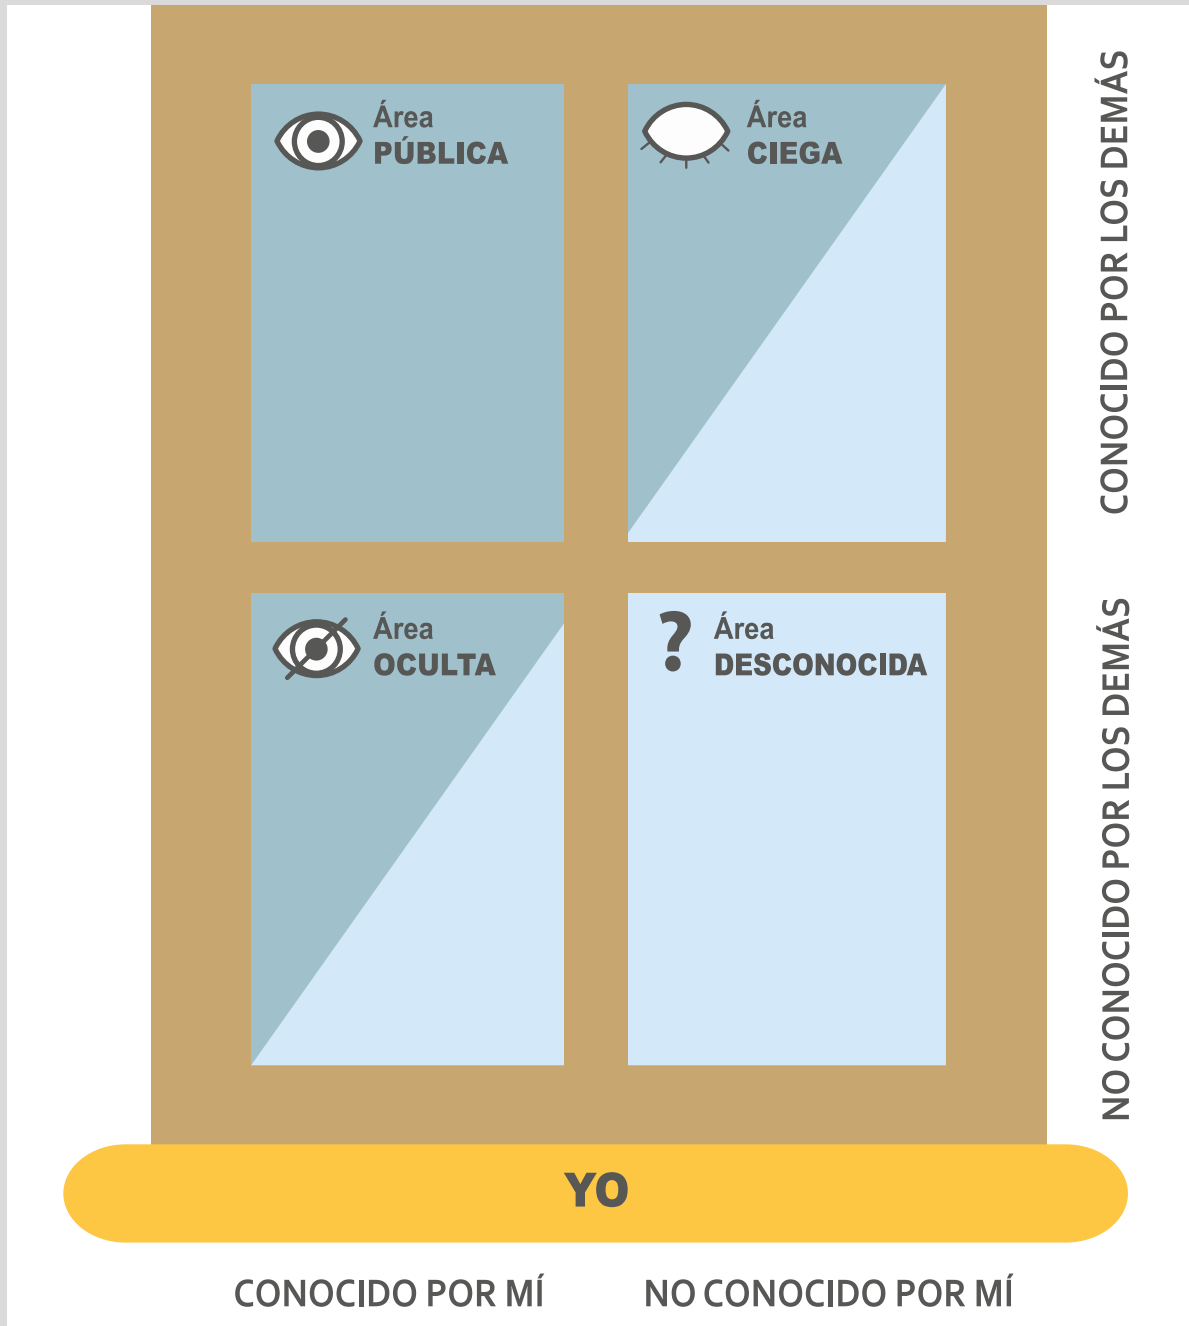 Área
PÚBLICA
Área
CIEGA
CONOCIDO POR LOS DEMÁS
Área
OCULTA
?
Área
DESCONOCIDA
NO CONOCIDO POR LOS DEMÁS
YO
CONOCIDO POR MÍ
NO CONOCIDO POR MÍ